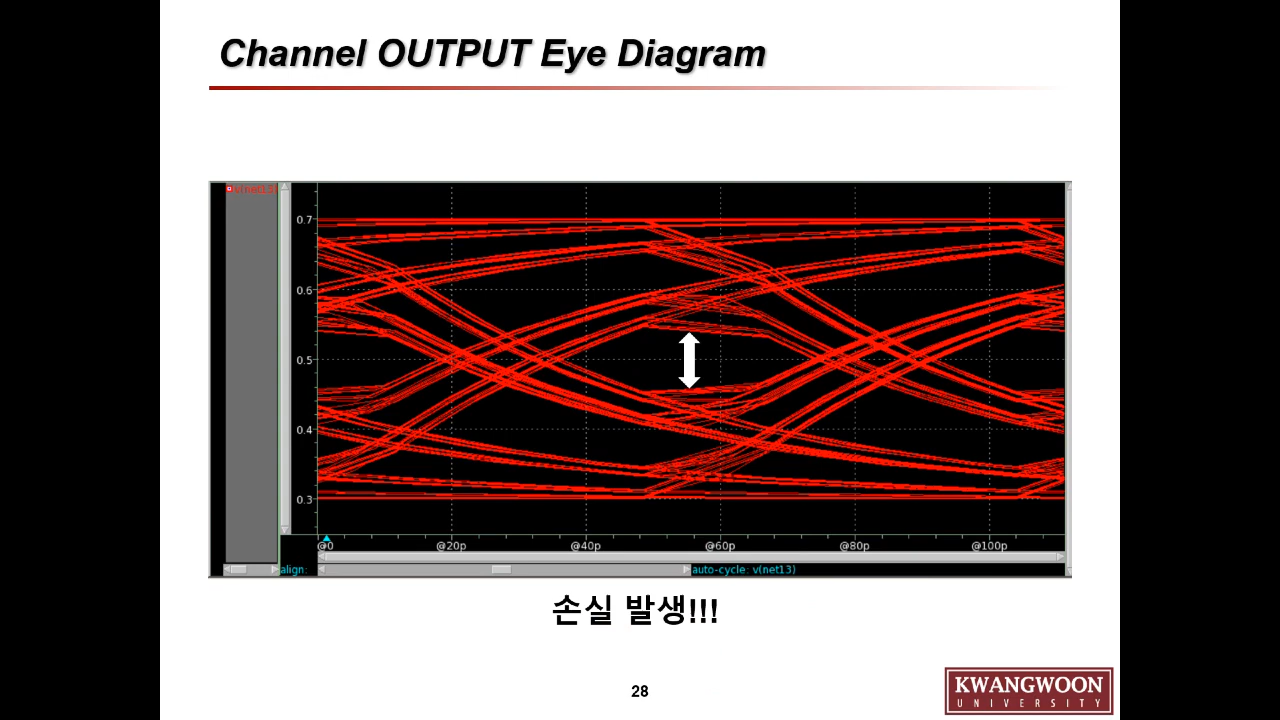 Channel OUTPUT Eye Diagram
v(net13)
0.7
0.6
0.5
0.4
0.3
@0 @20p @40p @60p @80p @100p
align: auto-cycle: v(net13)
손실 발생!!!
28
KWANGWOON
UNIVERSITY